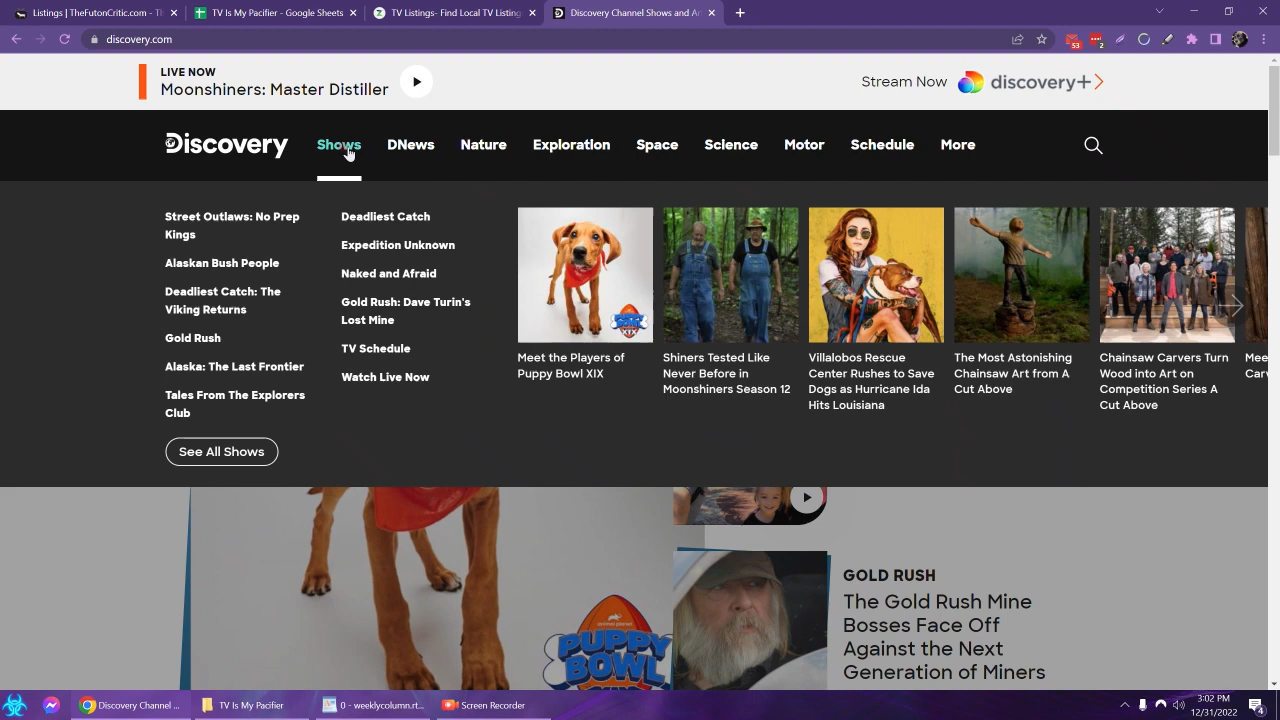 Listings | TheFutonCritic.com - Th
TV IS My Pacifier - Google Sheets
TV Listings- Find Local TV Listing
Discovery Channel Shows and Ar
discovery.com
53
2
LIVE NOW
Moonshiners: Master Distiller
Stream Now
discovery+
Discovery
Shows
DNews
Nature
Exploration
Space
Science
Motor
Schedule
More
Street Outlaws: No Prep
Kings
Alaskan Bush People
Deadliest Catch: The
Viking Returns
Gold Rush
Alaska: The Last Frontier
Tales From The Explorers
Club
See All Shows
Deadliest Catch
Expedition Unknown
Naked and Afraid
Gold Rush: Dave Turin's
Lost Mine
TV Schedule
Watch Live Now
Meet the Players of
Puppy Bowl XIX
Shiners Tested Like
Never Before in
Moonshiners Season 12
Villalobos Rescue
Center Rushes to Save
Dogs as Hurricane Ida
Hits Louisiana
The Most Astonishing
Chainsaw Art from A
Cut Above
Chainsaw Carvers Turn
Wood into Art on
Competition Series A
Cut Above
Mee
Carv
animal planet
PUPPY
BOWL
GOLD RUSH
The Gold Rush Mine
Bosses Face Off
Against the Next
Generation of Miners
Discovery Channel ...
TV Is My Pacifier
0 - weeklycolumn.rt...
Screen Recorder
3:02 PM
12/31/2022
4